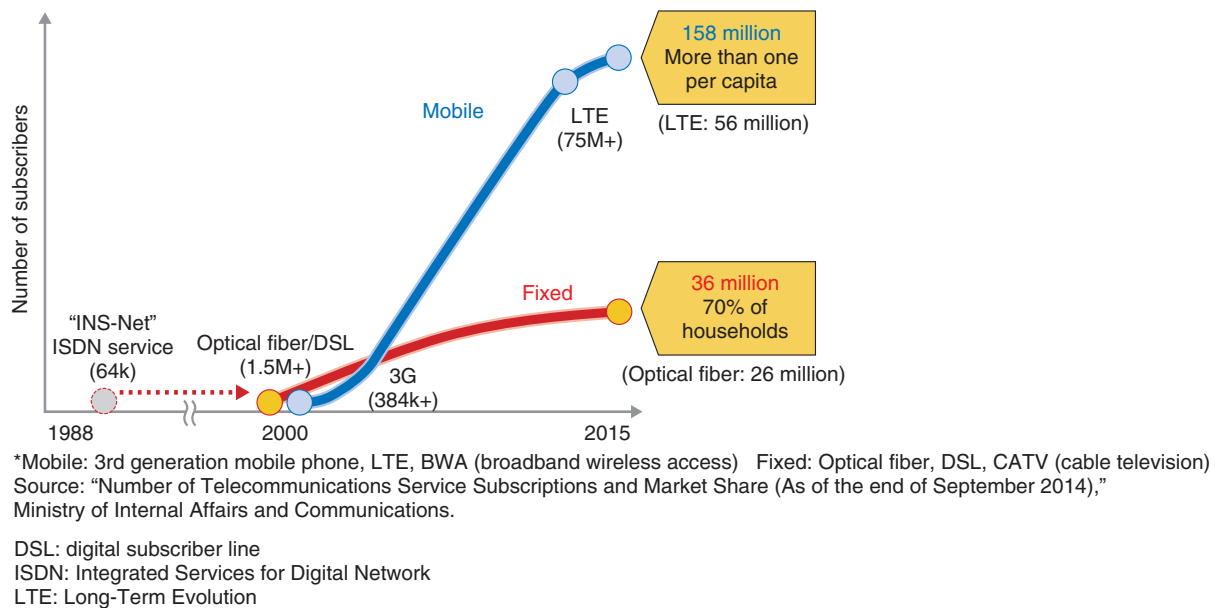 Number of subscribers
158 million
More than one
per capita
(LTE: 56 million)
Mobile
LTE
(75M+)
36 million
70% of
households
(Optical fiber: 26 million)
Fixed
“INS-Net”
ISDN service
(64k)
Optical fiber/DSL
(1.5M+)
3G
(384k+)
1988
2000
2015
*Mobile: 3rd generation mobile phone, LTE, BWA (broadband wireless access) Fixed: Optical fiber, DSL, CATV (cable television)
Source: “Number of Telecommunications Service Subscriptions and Market Share (As of the end of September 2014),”
Ministry of Internal Affairs and Communications.
DSL: digital subscriber line
ISDN: Integrated Services for Digital Network
LTE: Long-Term Evolution